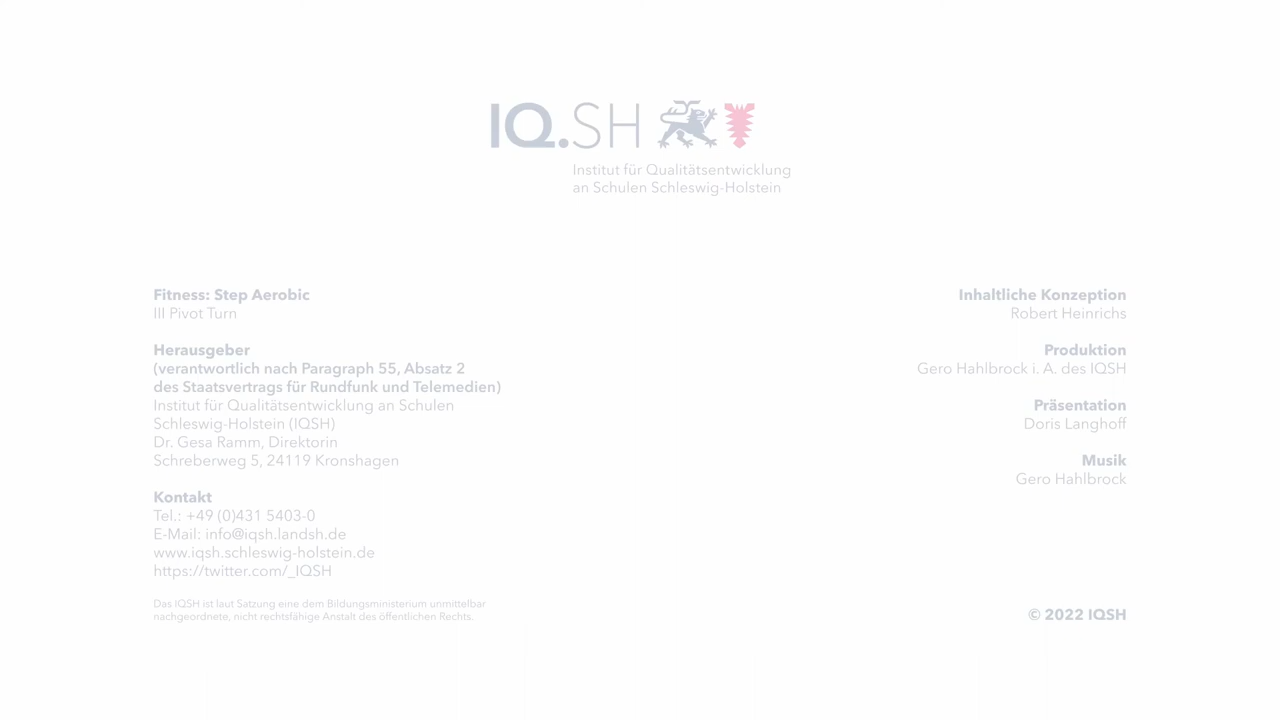 IQ.SH
Institut für Qualitätsentwicklung
an Schulen Schleswig-Holstein
Fitness: Step Aerobic
III Pivot Turn
Herausgeber
(verantwortlich nach Paragraph 55, Absatz 2
des Staatsvertrags für Rundfunk und Telemedien)
Institut für Qualitätsentwicklung an Schulen
Schleswig-Holstein (IQSH)
Dr. Gesa Ramm, Direktorin
Schreberweg 5, 24119 Kronshagen
Kontakt
Tel.: +49 (0)431 5403-0
E-Mail: info@iqsh.landsh.de
www.iqsh.schleswig-holstein.de
https://twitter.com/_IQSH
Das IQSH ist laut Satzung eine dem Bildungsministerium unmittelbar
nachgeordnete, nicht rechtsfähige Anstalt des öffentlichen Rechts.
Inhaltliche Konzeption
Robert Heinrichs
Produktion
Gero Hahlbrock i. A. des IQSH
Präsentation
Doris Langhoff
Musik
Gero Hahlbrock
© 2022 IQSH